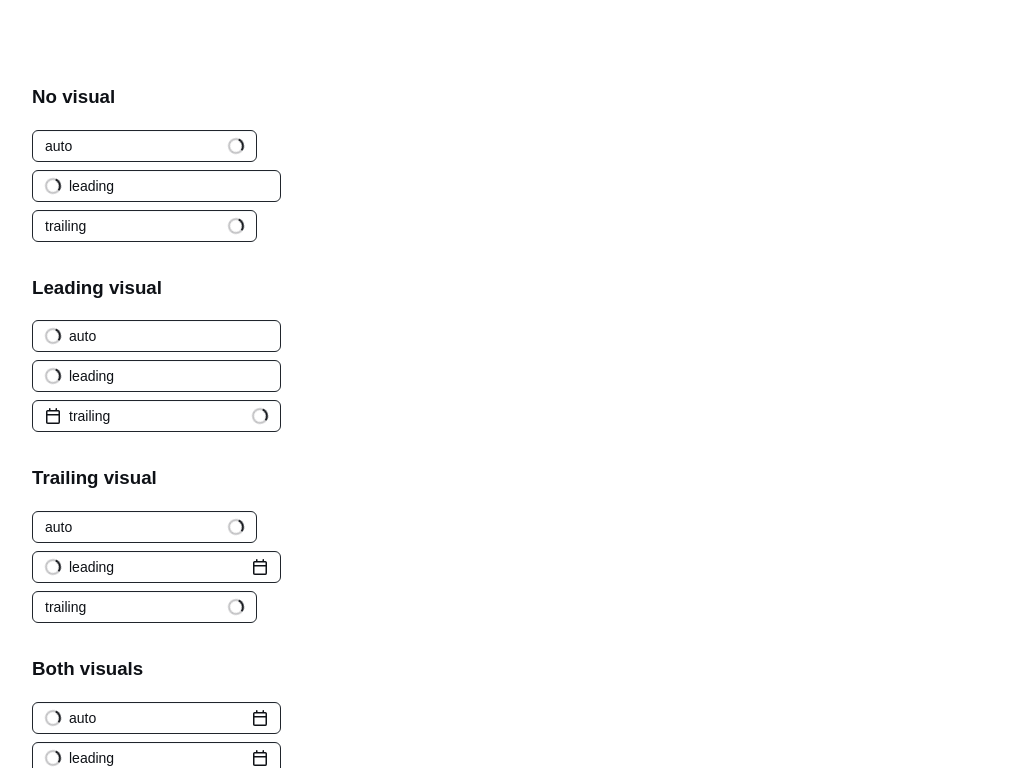 No visual
auto
leading
trailing
Leading visual
auto
leading
trailing
Trailing visual
auto
leading
trailing
Both visuals
auto
leading